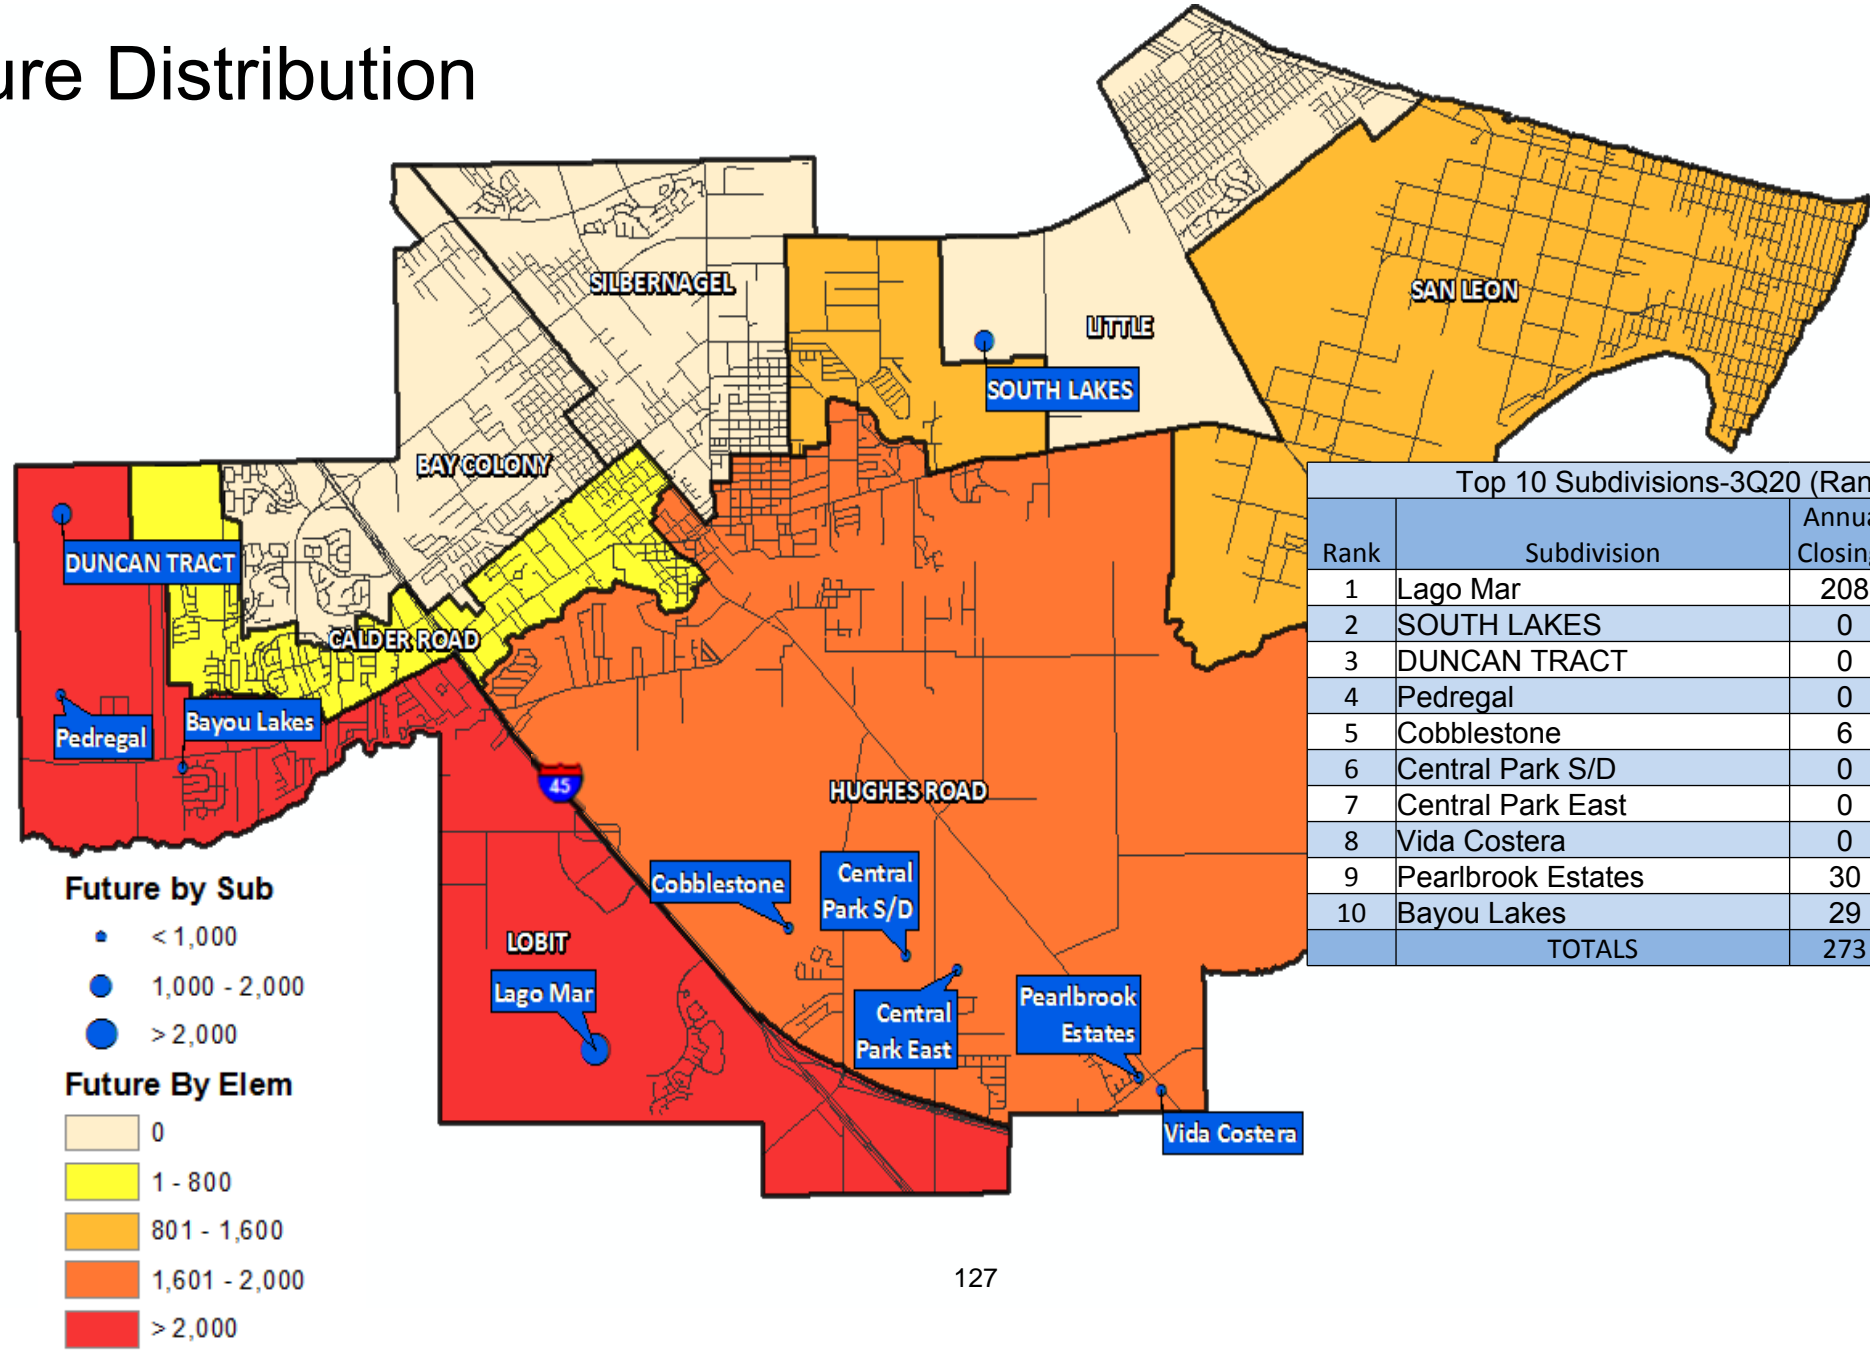 ure Distribution
SILBERNAGEL
SAN LEON
LITTLE
SOUTH LAKES
BAY COLONY
DUNCAN TRACT
CALDER ROAD
Pedregal
Bayou Lakes
45
HUGHES ROAD
Cobblestone
Central
Park S/D
LOBIT
Lago Mar
Central
Park East
Pearlbrook
Estates
Vida Costera
Top 10 Subdivisions-3Q20 (Ran
Rank Subdivision Annua
Closin
1 Lago Mar 208
2 SOUTH LAKES 0
3 DUNCAN TRACT 0
4 Pedregal 0
5 Cobblestone 6
6 Central Park S/D 0
7 Central Park East 0
8 Vida Costera 0
9 Pearlbrook Estates 30
10 Bayou Lakes 29
TOTALS 273
Future by Sub
< 1,000
1,000 - 2,000
> 2,000
Future By Elem
0
1 - 800
801 - 1,600
1,601 - 2,000
> 2,000
127